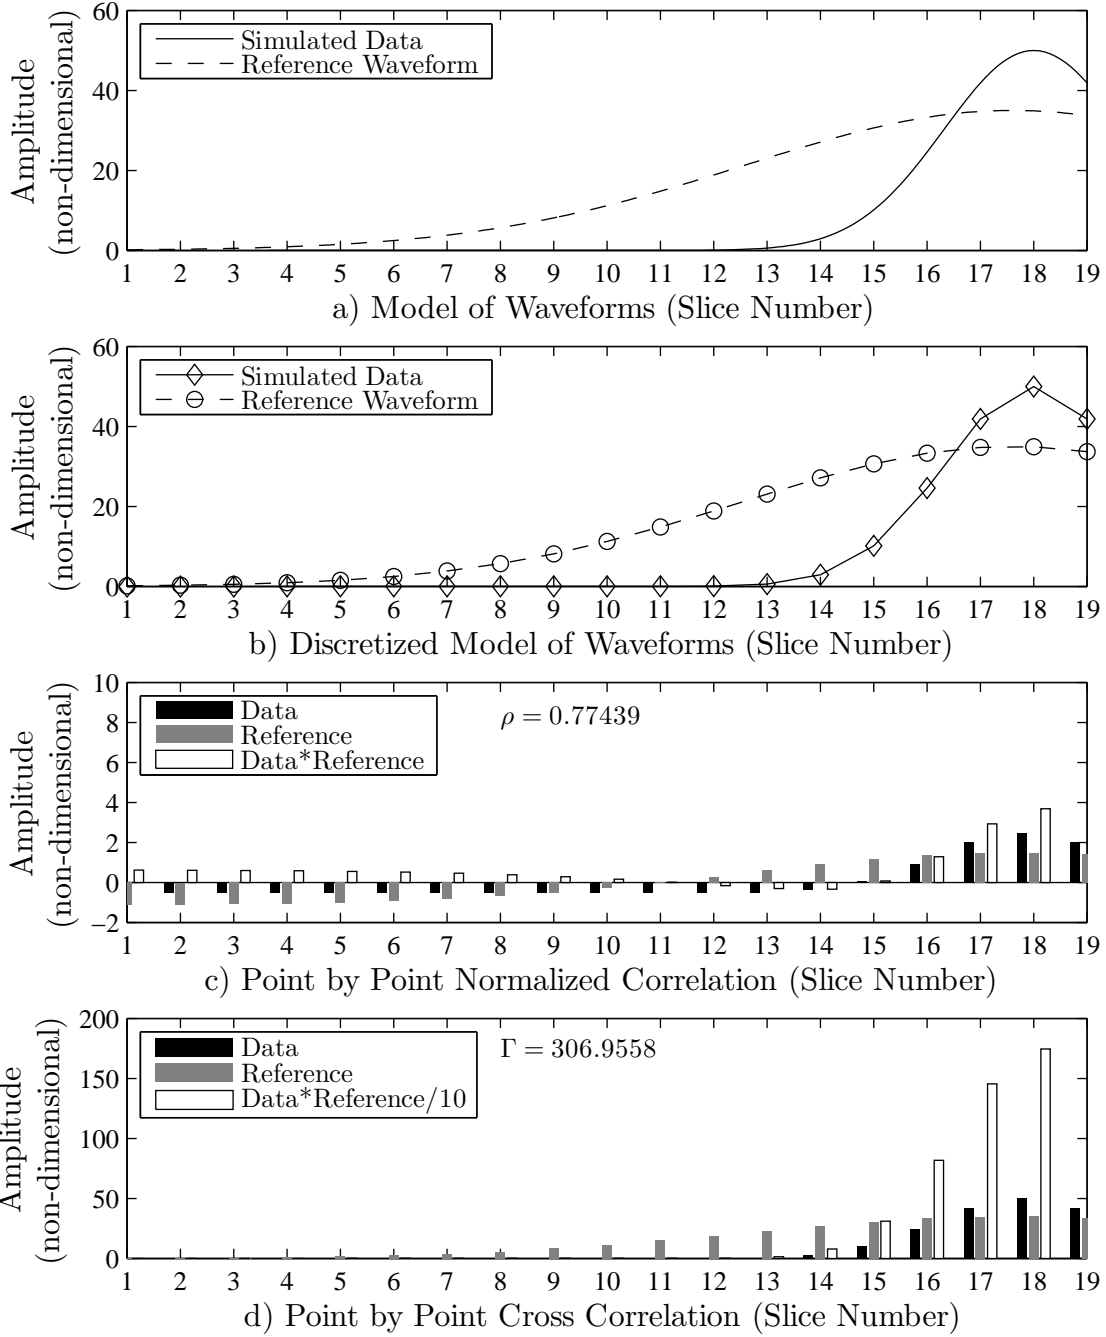 60
40
20
0
Amplitude
(non-dimensional)
Simulated Data
Reference Waveform
1 2 3 4 5 6 7 8 9 10 11 12 13 14 15 16 17 18 19
a) Model of Waveforms (Slice Number)
60
40
20
0
Amplitude
(non-dimensional)
Simulated Data
Reference Waveform
1 2 3 4 5 6 7 8 9 10 11 12 13 14 15 16 17 18 19
b) Discretized Model of Waveforms (Slice Number)
10
8
6
4
2
0
−2
Amplitude
(non-dimensional)
Data
Reference
Data*Reference
ρ = 0.77439
1 2 3 4 5 6 7 8 9 10 11 12 13 14 15 16 17 18 19
c) Point by Point Normalized Correlation (Slice Number)
200
150
100
50
0
Amplitude
(non-dimensional)
Data
Reference
Data*Reference/10
Γ = 306.9558
1 2 3 4 5 6 7 8 9 10 11 12 13 14 15 16 17 18 19
d) Point by Point Cross Correlation (Slice Number)